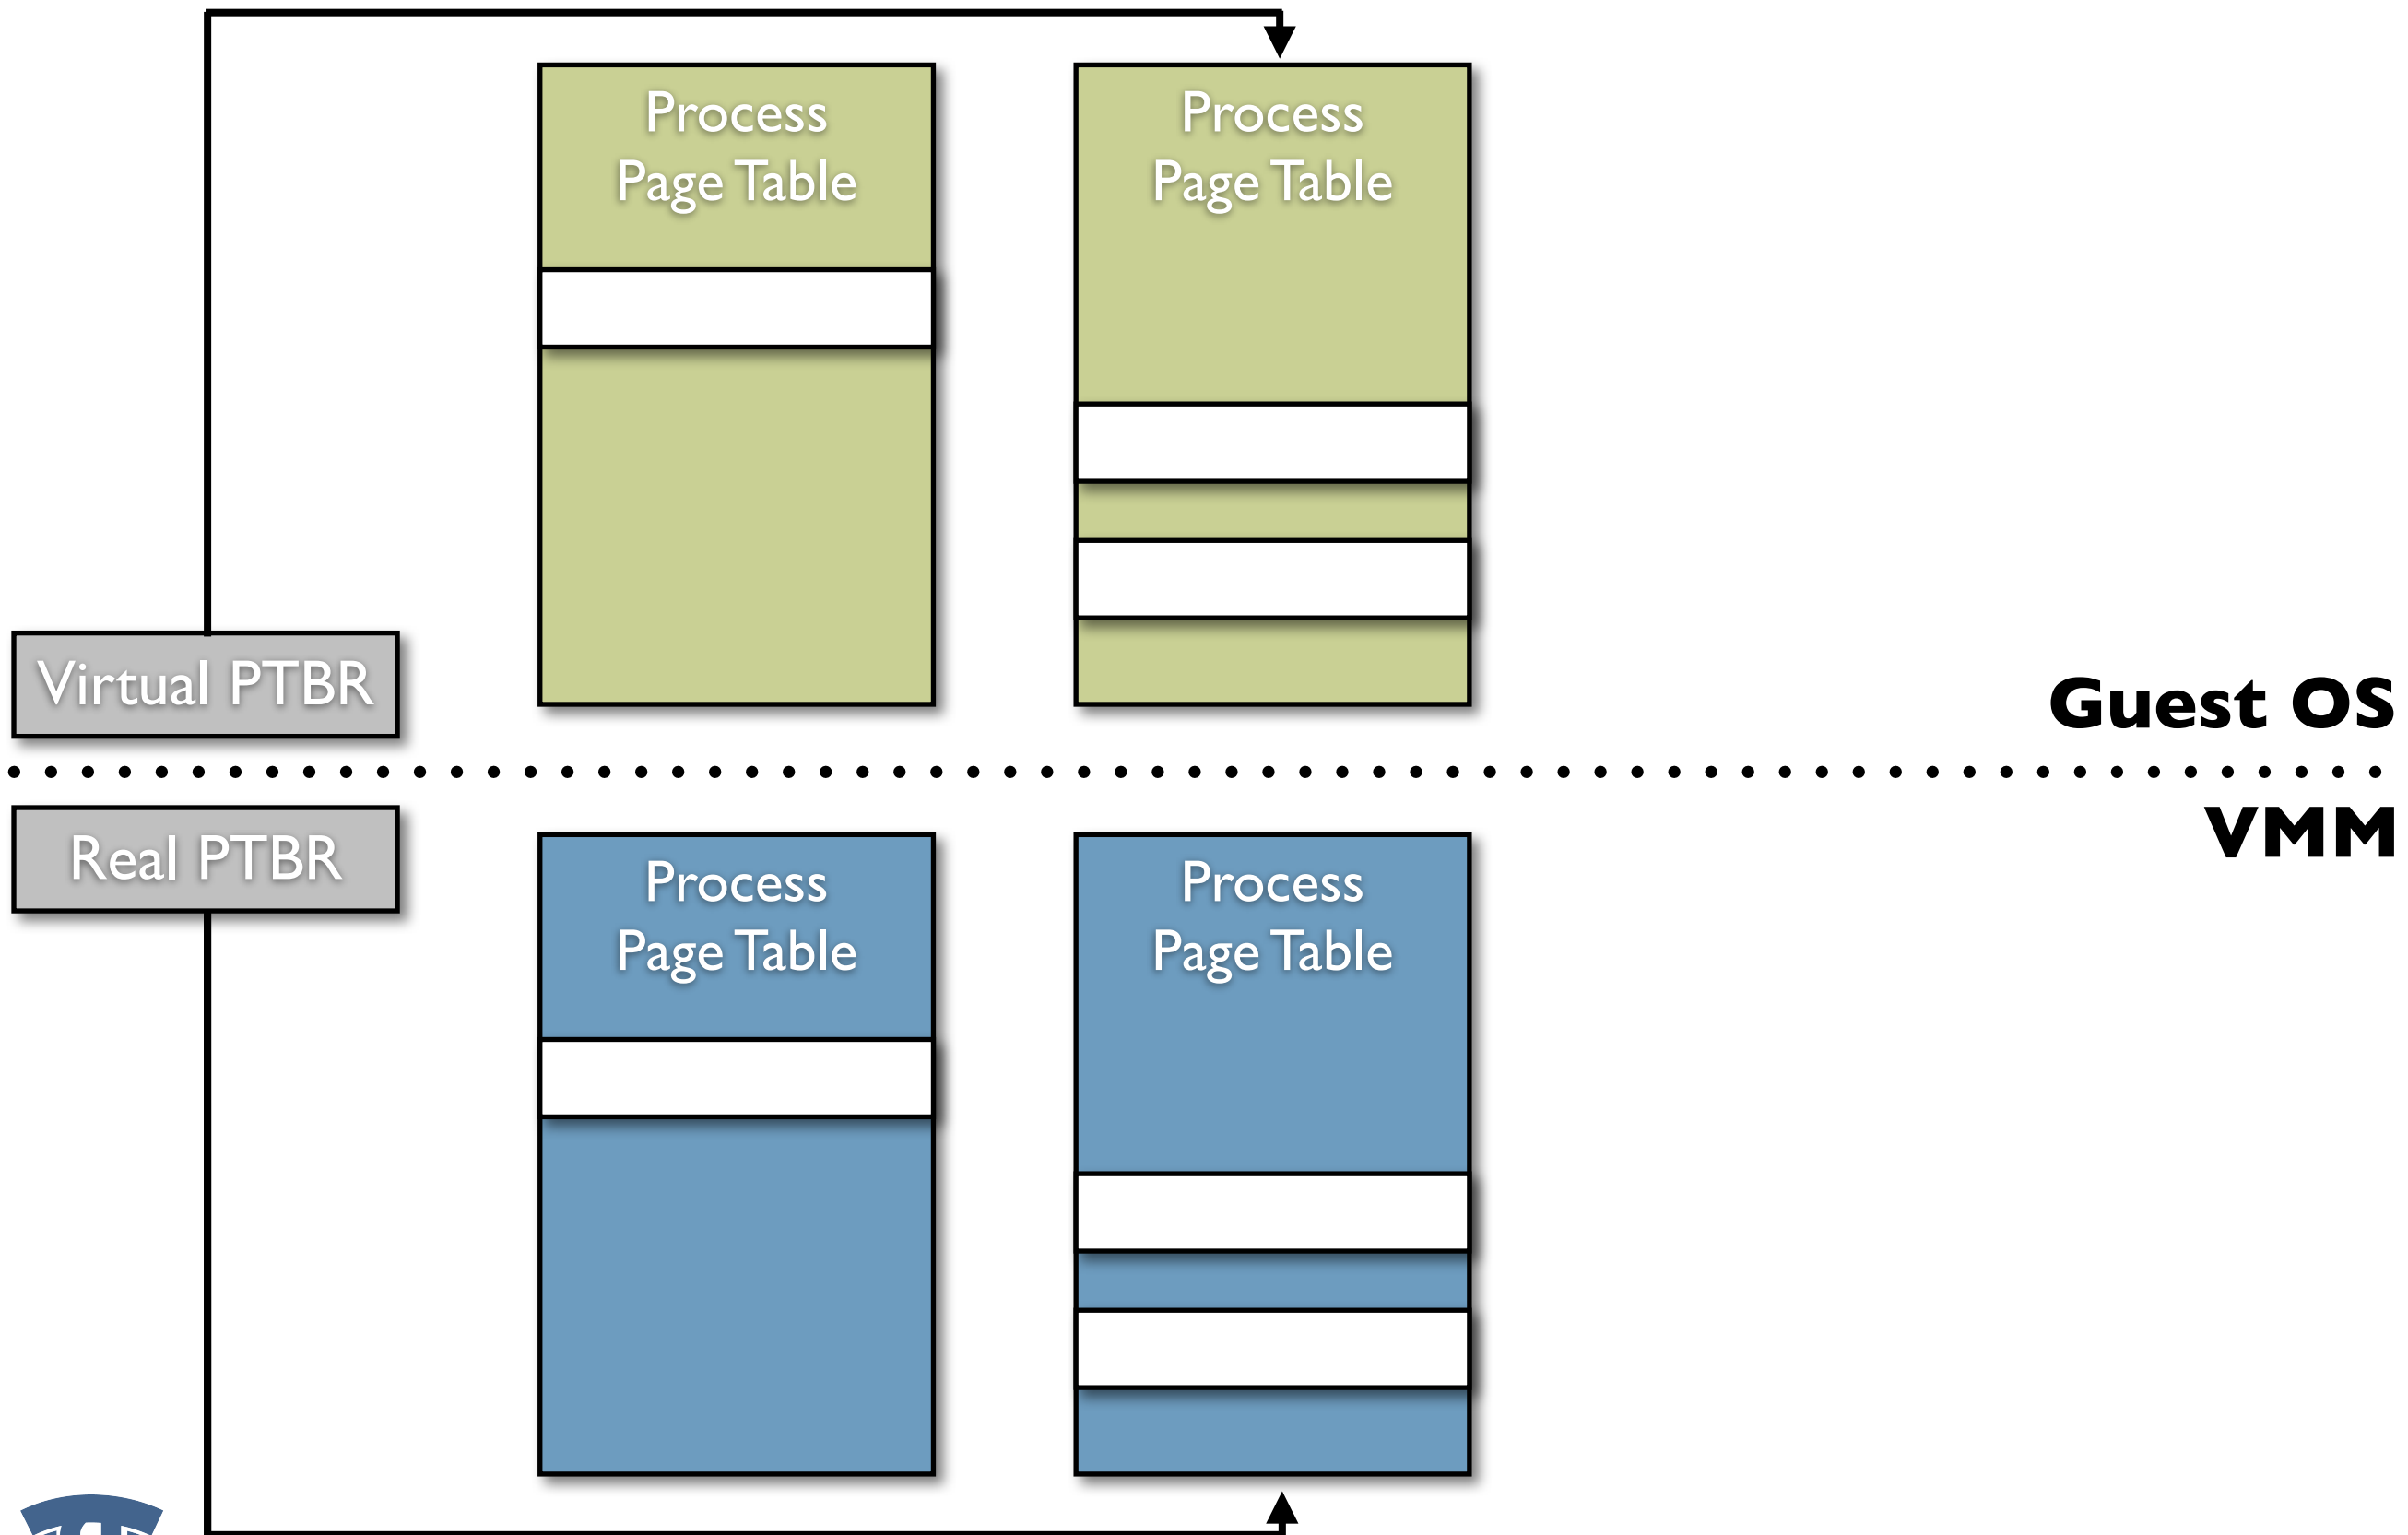 Process
Page Table
Process
Page Table
Virtual PTBR
Guest OS
Real PTBR
VMM
Process
Page Table
Process
Page Table